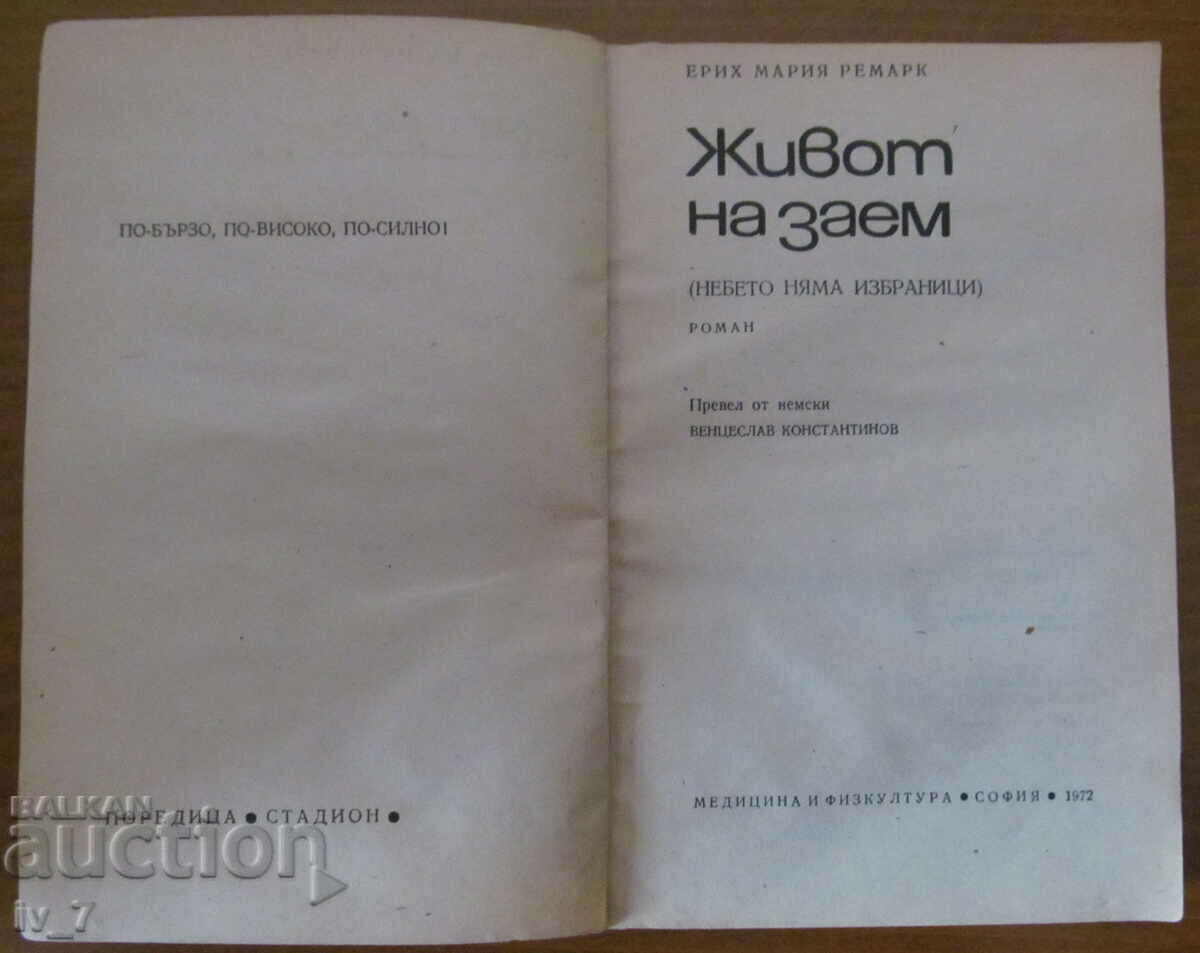 ПО-БЪРЗО, ПО-ВИСОКО, ПО-СИЛНО!
ПОРЕДИЦА • СТАДИОН •
ЕРИХ МАРИЯ РЕМАРК
Живот
на заем
(НЕБЕТО НЯМА ИЗБРАНИЦИ)
РОМАН
Превел от немски
ВЕНЦЕСЛАВ КОНСТАНТИНОВ
МЕДИЦИНА И ФИЗКУЛТУРА • СОФИЯ • 1972
BALKAN
auction
iv_7